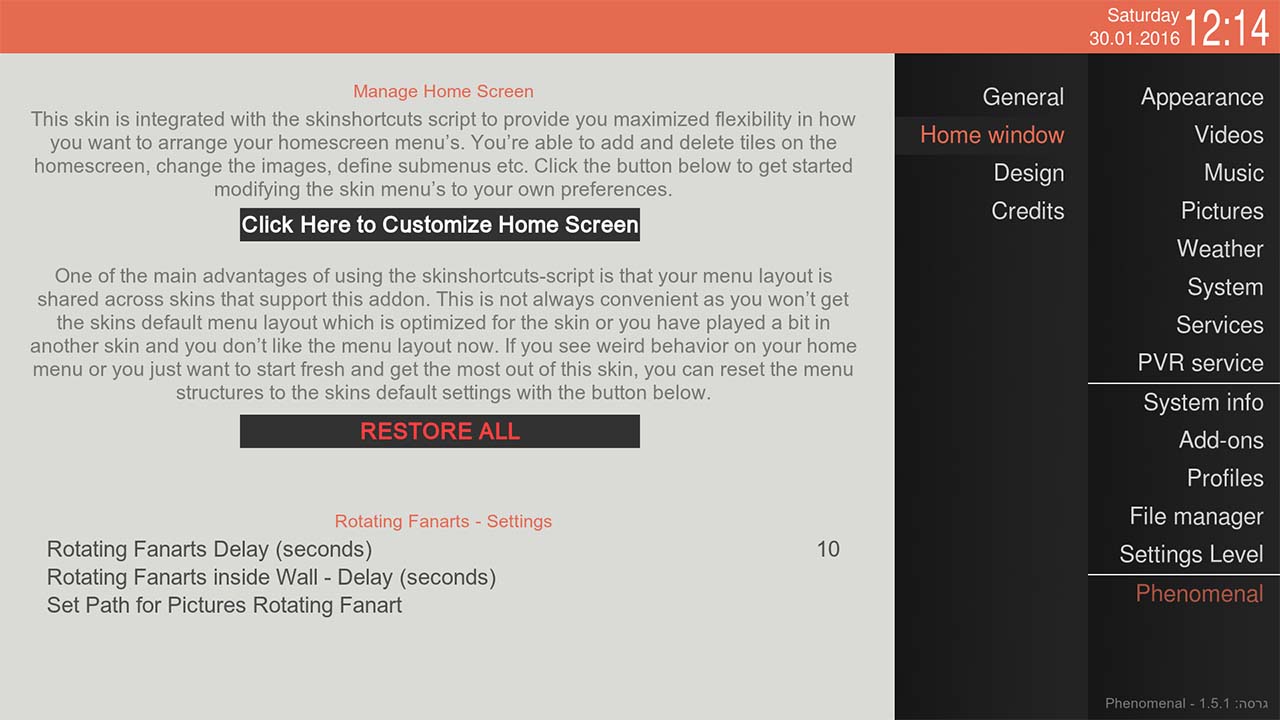 Saturday
30.01.2016
12:14
Manage Home Screen
This skin is integrated with the skinshortcuts script to provide you maximized flexibility in how
you want to arrange your homescreen menu's. You're able to add and delete tiles on the
homescreen, change the images, define submenus etc. Click the button below to get started
modifying the skin menu's to your own preferences.
Click Here to Customize Home Screen
One of the main advantages of using the skinshortcuts-script is that your menu layout is
shared across skins that support this addon. This is not always convenient as you won't get
the skins default menu layout which is optimized for the skin or you have played a bit in
another skin and you don't like the menu layout now. If you see weird behavior on your home
menu or you just want to start fresh and get the most out of this skin, you can reset the menu
structures to the skins default settings with the button below.
RESTORE ALL
Rotating Fanarts - Settings
Rotating Fanarts Delay (seconds) 10
Rotating Fanarts inside Wall - Delay (seconds)
Set Path for Pictures Rotating Fanart
General
Home window
Design
Credits
Appearance
Videos
Music
Pictures
Weather
System
Services
PVR service
System info
Add-ons
Profiles
File manager
Settings Level
Phenomenal
Phenomenal - 1.5.1 :גרסה